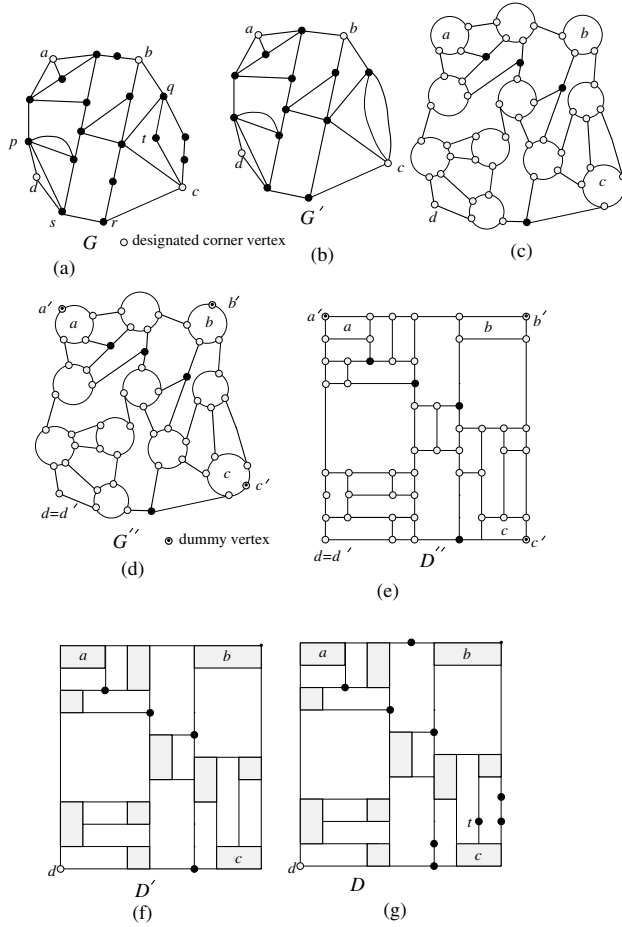 a
b
q
p
t
d
c
s
r
G
designated corner vertex
(a)
a
b
d
c
G′
(b)
a
b
c
d
(c)
a′
b′
a
b
c
c′
d=d′
G″
dummy vertex
(d)
a′
a
b
b′
c
d=d′
c′
D″
(e)
a
b
c
d
D′
(f)
a
b
t
c
d
D
(g)